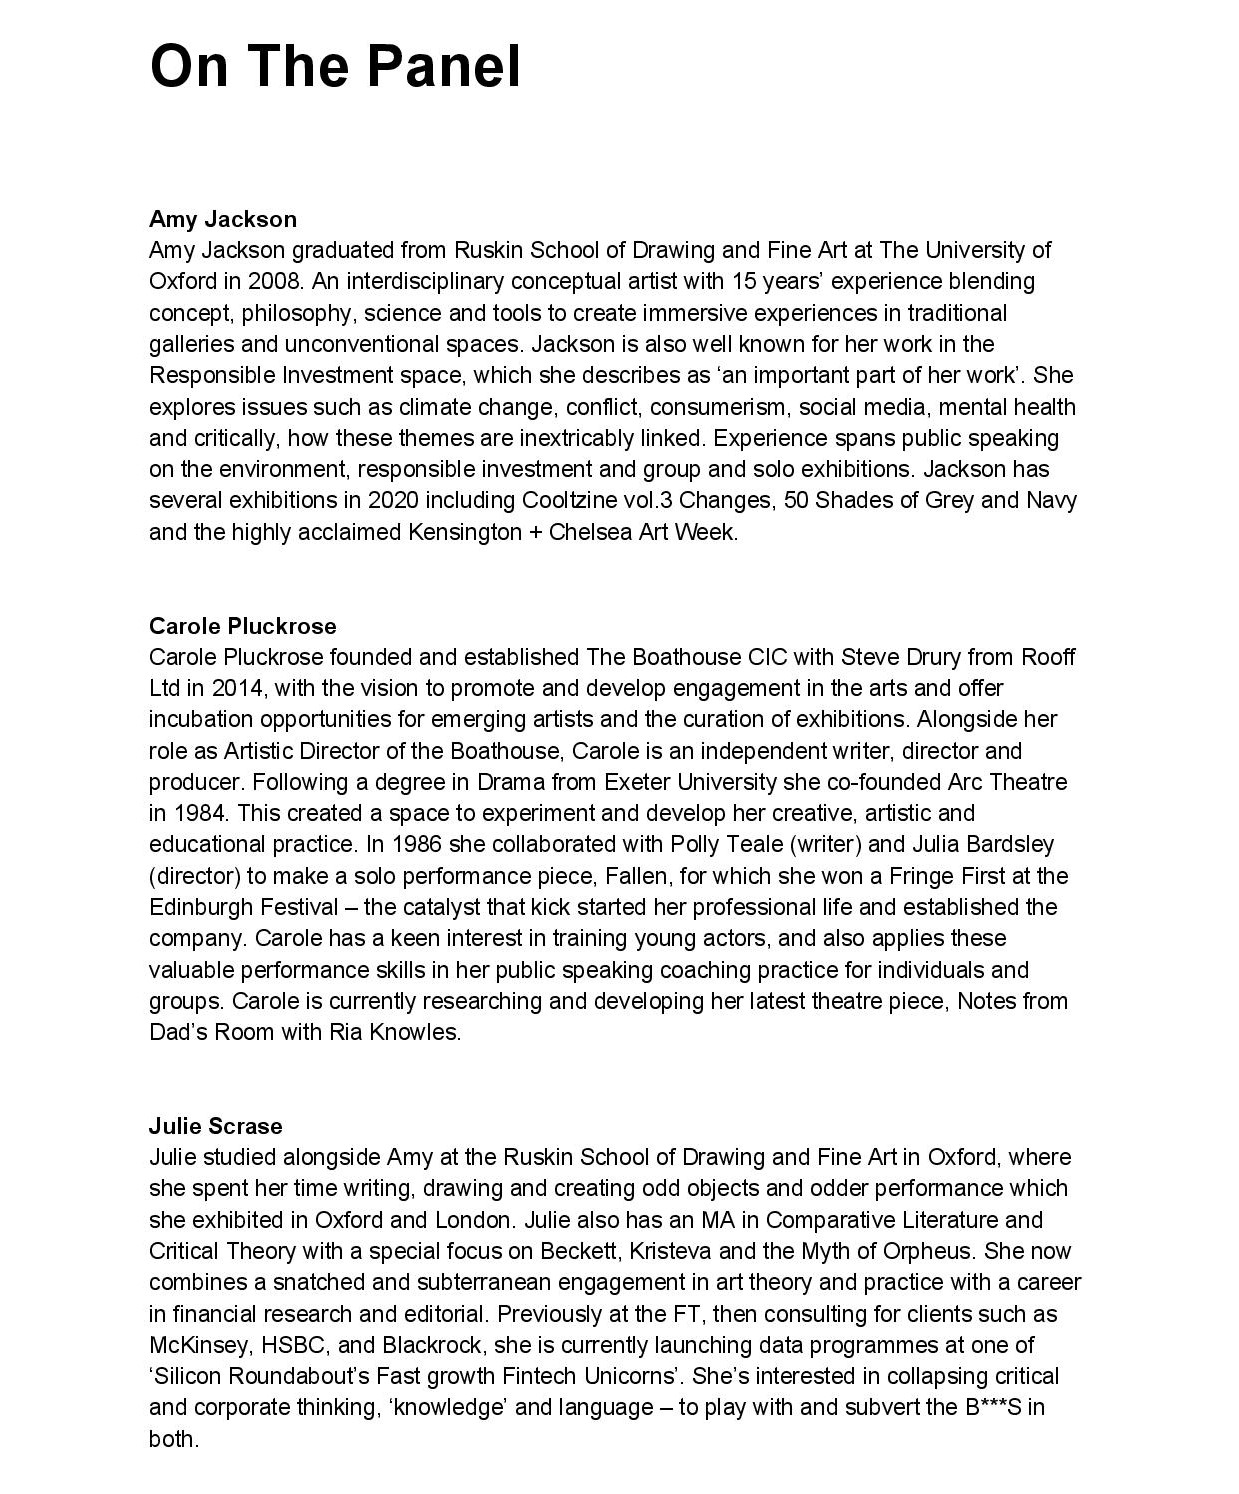 On The Panel
Amy Jackson
Amy Jackson graduated from Ruskin School of Drawing and Fine Art at The University of
Oxford in 2008. An interdisciplinary conceptual artist with 15 years’ experience blending
concept, philosophy, science and tools to create immersive experiences in traditional
galleries and unconventional spaces. Jackson is also well known for her work in the
Responsible Investment space, which she describes as ‘an important part of her work’. She
explores issues such as climate change, conflict, consumerism, social media, mental health
and critically, how these themes are inextricably linked. Experience spans public speaking
on the environment, responsible investment and group and solo exhibitions. Jackson has
several exhibitions in 2020 including Cooltzine vol.3 Changes, 50 Shades of Grey and Navy
and the highly acclaimed Kensington + Chelsea Art Week.
Carole Pluckrose
Carole Pluckrose founded and established The Boathouse CIC with Steve Drury from Rooff
Ltd in 2014, with the vision to promote and develop engagement in the arts and offer
incubation opportunities for emerging artists and the curation of exhibitions. Alongside her
role as Artistic Director of the Boathouse, Carole is an independent writer, director and
producer. Following a degree in Drama from Exeter University she co-founded Arc Theatre
in 1984. This created a space to experiment and develop her creative, artistic and
educational practice. In 1986 she collaborated with Polly Teale (writer) and Julia Bardsley
(director) to make a solo performance piece, Fallen, for which she won a Fringe First at the
Edinburgh Festival – the catalyst that kick started her professional life and established the
company. Carole has a keen interest in training young actors, and also applies these
valuable performance skills in her public speaking coaching practice for individuals and
groups. Carole is currently researching and developing her latest theatre piece, Notes from
Dad’s Room with Ria Knowles.
Julie Scrase
Julie studied alongside Amy at the Ruskin School of Drawing and Fine Art in Oxford, where
she spent her time writing, drawing and creating odd objects and odder performance which
she exhibited in Oxford and London. Julie also has an MA in Comparative Literature and
Critical Theory with a special focus on Beckett, Kristeva and the Myth of Orpheus. She now
combines a snatched and subterranean engagement in art theory and practice with a career
in financial research and editorial. Previously at the FT, then consulting for clients such as
McKinsey, HSBC, and Blackrock, she is currently launching data programmes at one of
‘Silicon Roundabout’s Fast growth Fintech Unicorns’. She’s interested in collapsing critical
and corporate thinking, ‘knowledge’ and language – to play with and subvert the B***S in
both.